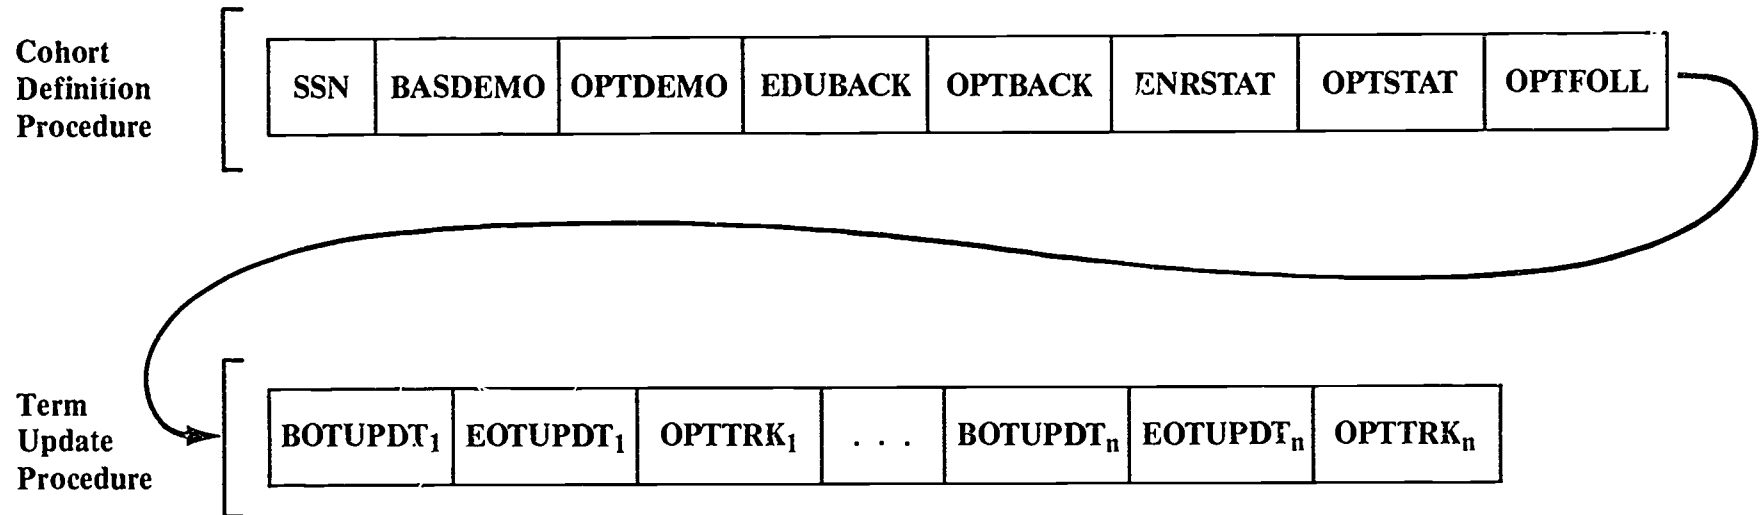 Cohort
Definition
Procedure
SSN BASDEMO OPTDEMO EDUBACK OPTBACK ENRSTAT OPTSTAT OPTFOLL
Term
Update
Procedure
BOTUPDT₁ EOTUPDT₁ OPTTRK₁ . . . BOTUPDTₙ EOTUPDTₙ OPTTRKₙ